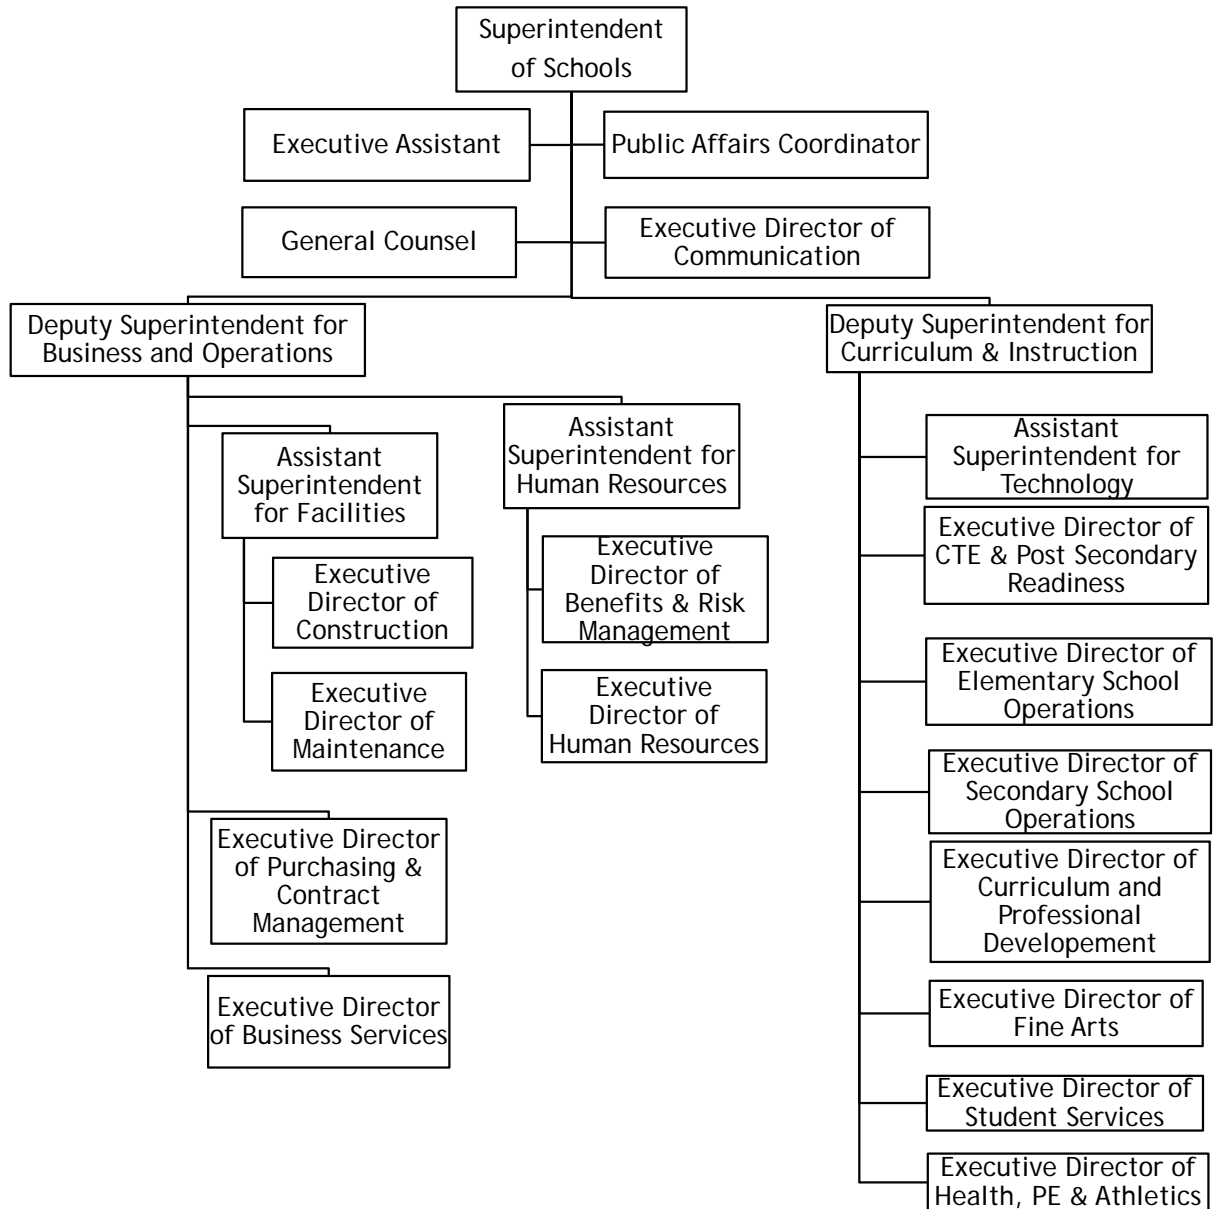 Superintendent
of Schools
Executive Assistant
Public Affairs Coordinator
General Counsel
Executive Director of
Communication
Deputy Superintendent for
Business and Operations
Deputy Superintendent for
Curriculum & Instruction
Assistant
Superintendent
for Facilities
Executive
Director of
Construction
Executive
Director of
Maintenance
Assistant
Superintendent for
Human Resources
Executive
Director of
Benefits & Risk
Management
Executive
Director of
Human Resources
Executive Director
of Purchasing &
Contract
Management
Executive Director
of Business Services
Assistant
Superintendent for
Technology
Executive Director of
CTE & Post Secondary
Readiness
Executive Director of
Elementary School
Operations
Executive Director of
Secondary School
Operations
Executive Director of
Curriculum and
Professional
Developement
Executive Director of
Fine Arts
Executive Director of
Student Services
Executive Director of
Health, PE & Athletics